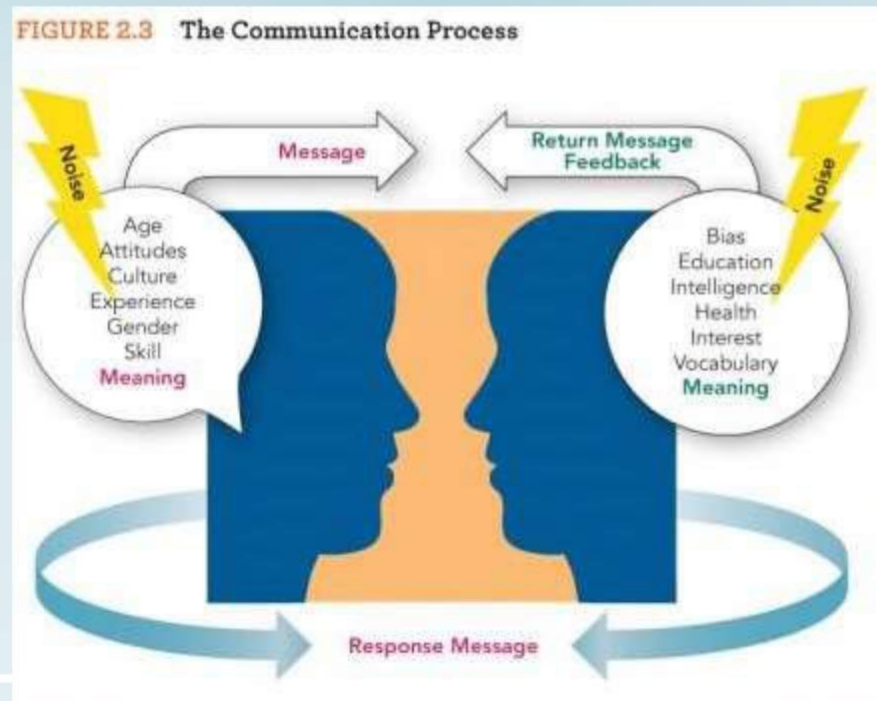 FIGURE 2.3 The Communication Process
Noise
Message
Return Message
Feedback
Noise
Age
Attitudes
Culture
Experience
Gender
Skill
Meaning
Bias
Education
Intelligence
Health
Interest
Vocabulary
Meaning
Response Message